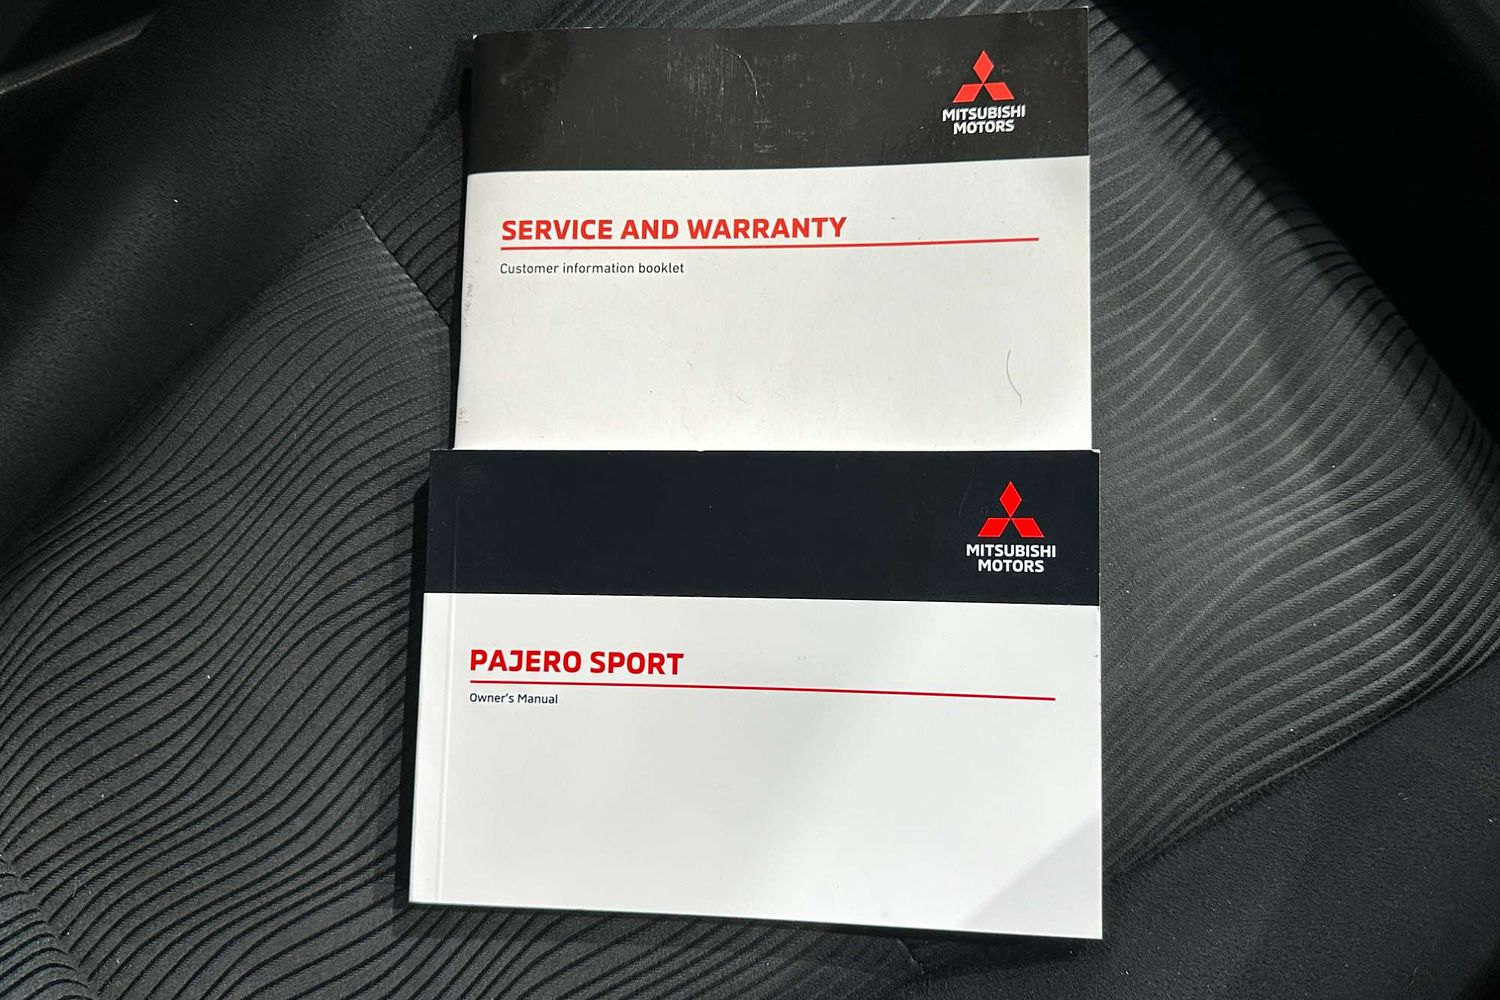 MITSUBISHI
MOTORS
SERVICE AND WARRANTY
Customer information booklet
MITSUBISHI
MOTORS
PAJERO SPORT
Owner's Manual